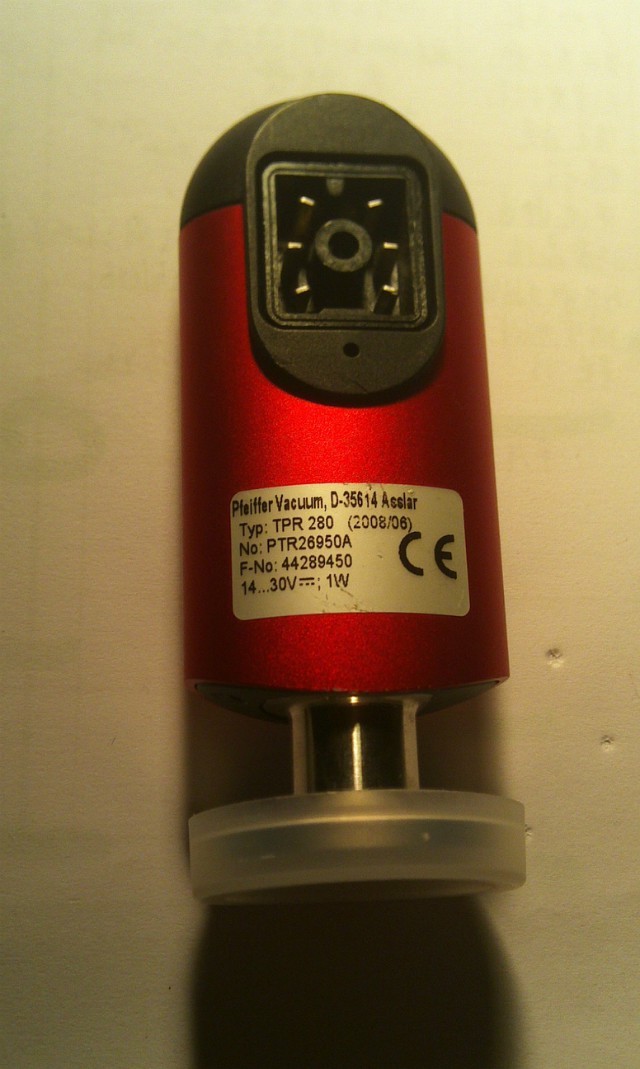 Pfeiffer Vacuum, D-35614 Asslar
Typ: TPR 280 (2008/06)
No: PTR26950A
F-No: 44289450
14...30V⎓; 1W
CE